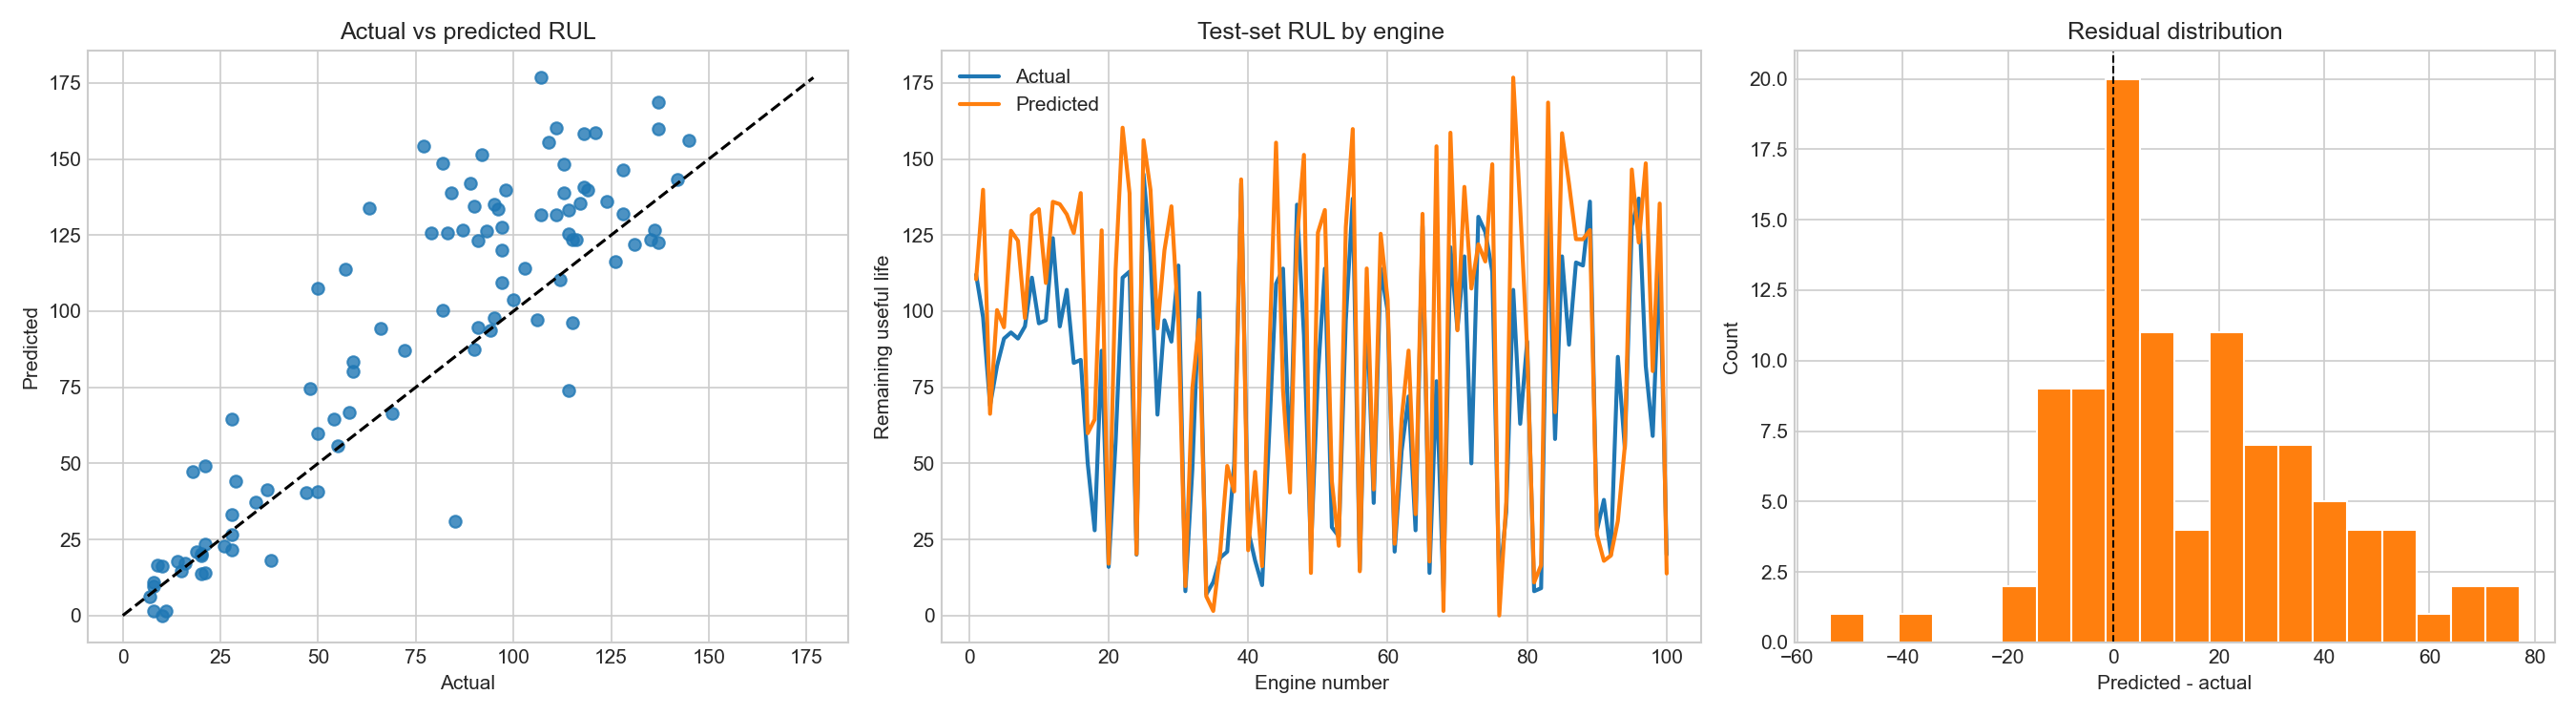 Actual vs predicted RUL
175
150
125
100
75
50
25
0
Predicted
0 25 50 75 100 125 150 175
Actual
Test-set RUL by engine
Actual
Predicted
175
150
125
100
75
50
25
0
Remaining useful life
0 20 40 60 80 100
Engine number
Residual distribution
20.0
17.5
15.0
12.5
10.0
7.5
5.0
2.5
0.0
Count
−60 −40 −20 0 20 40 60 80
Predicted - actual